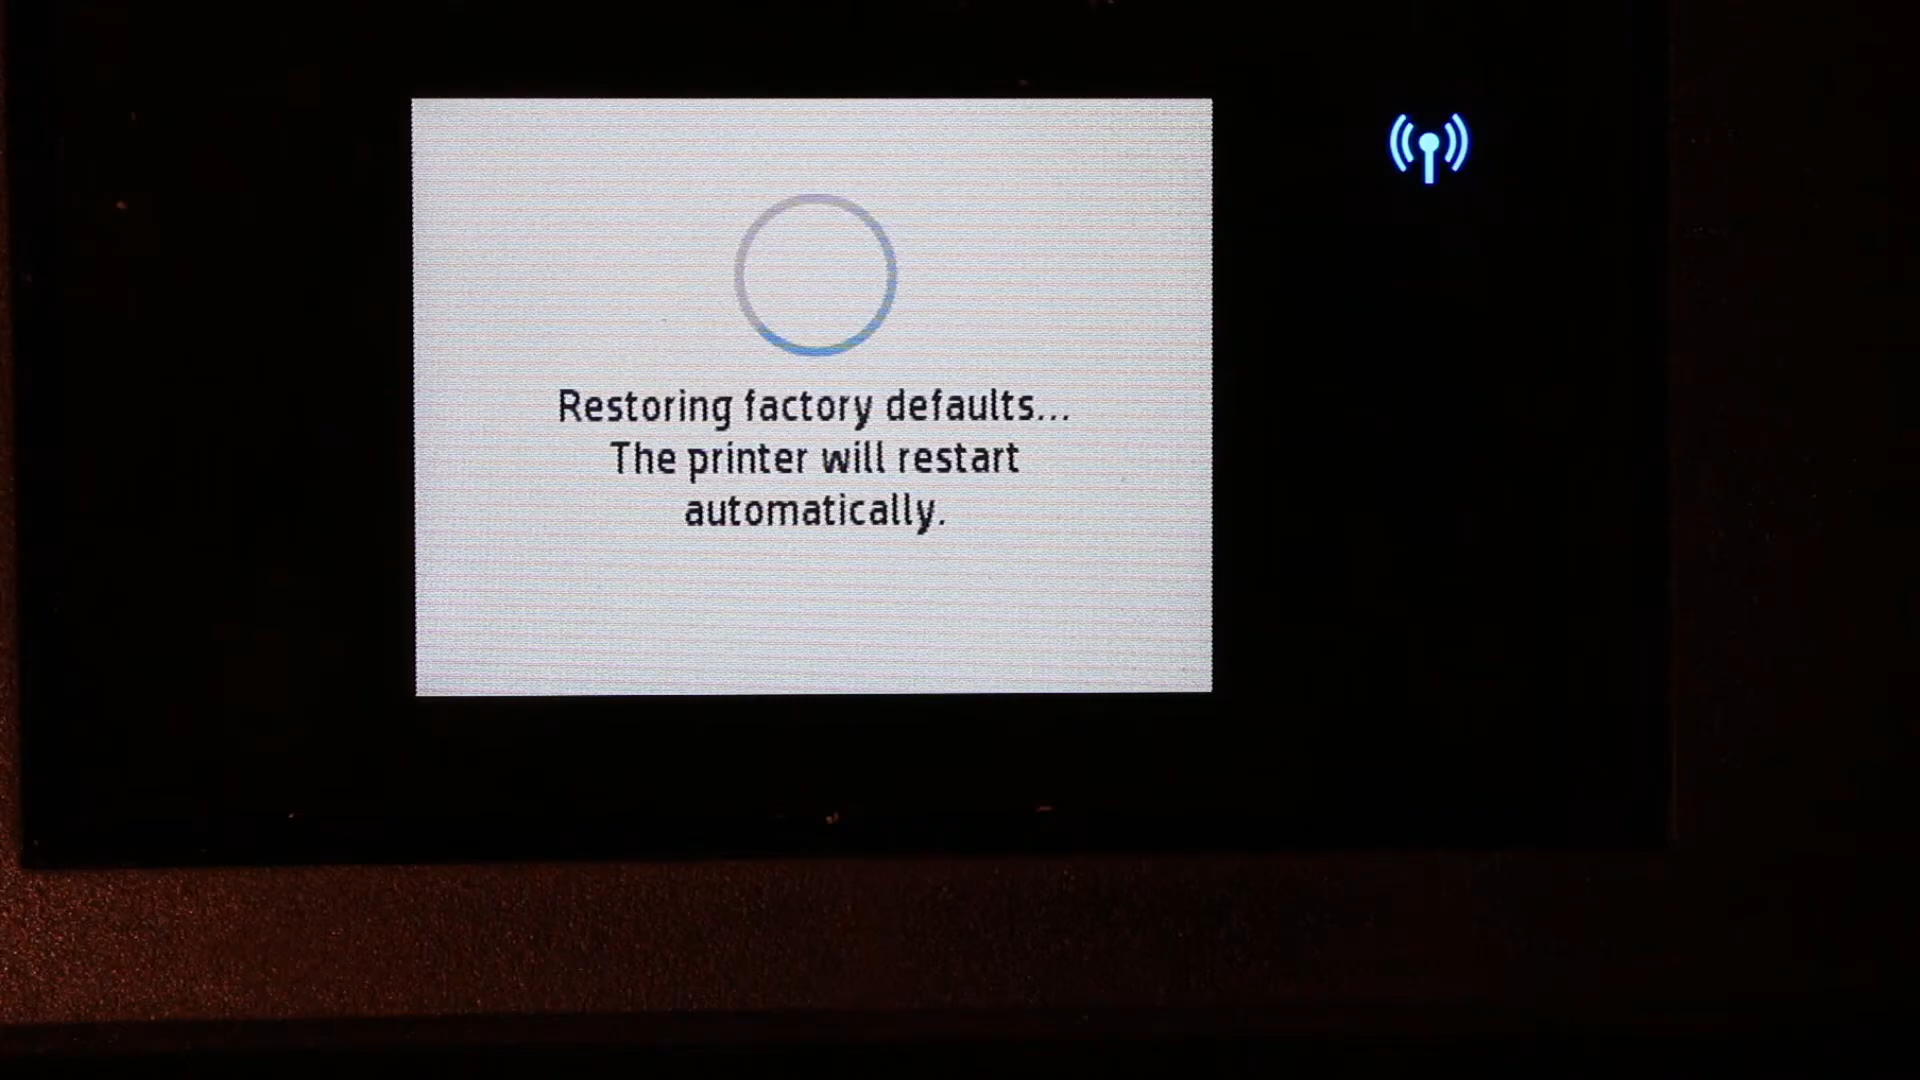 Restoring factory defaults...
The printer will restart
automatically.